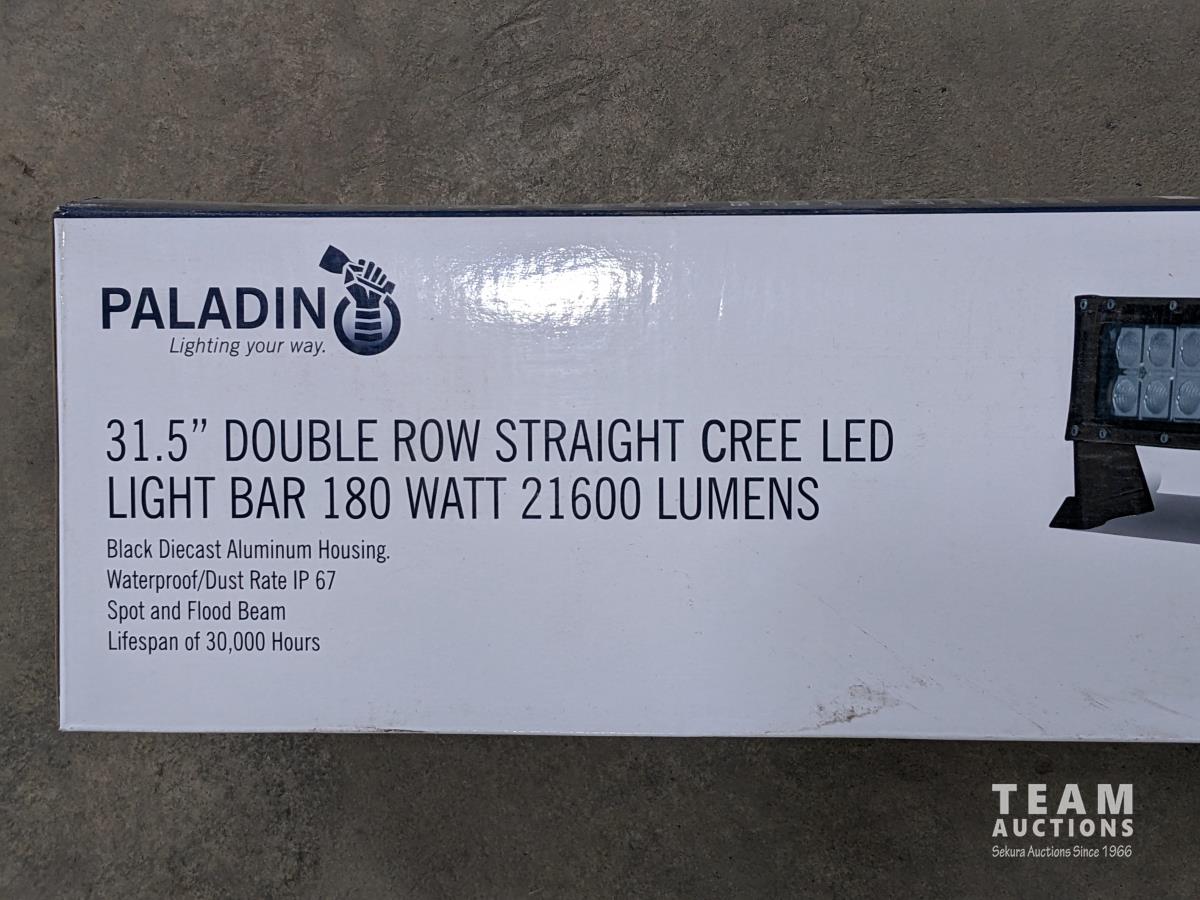 PALADIN
Lighting your way.
31.5” DOUBLE ROW STRAIGHT CREE LED
LIGHT BAR 180 WATT 21600 LUMENS
Black Diecast Aluminum Housing.
Waterproof/Dust Rate IP 67
Spot and Flood Beam
Lifespan of 30,000 Hours
TEAM
AUCTIONS
Sekura Auctions Since 1966